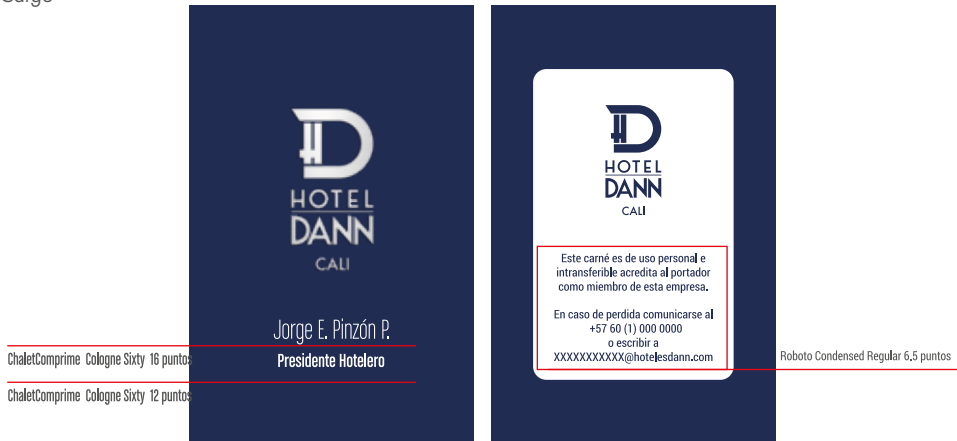 Cargo
HOTEL
DANN
CALI
Jorge E. Pinzón P.
Presidente Hotelero
ChaletComprime Cologne Sixty 16 puntos
ChaletComprime Cologne Sixty 12 puntos
HOTEL
DANN
CALI
Este carné es de uso personal e
intransferible acredita al portador
como miembro de esta empresa.
En caso de perdida comunicarse al
+57 60 (1) 000 0000
o escribir a
XXXXXXXXXXX@hotelesdann.com
Roboto Condensed Regular 6,5 puntos